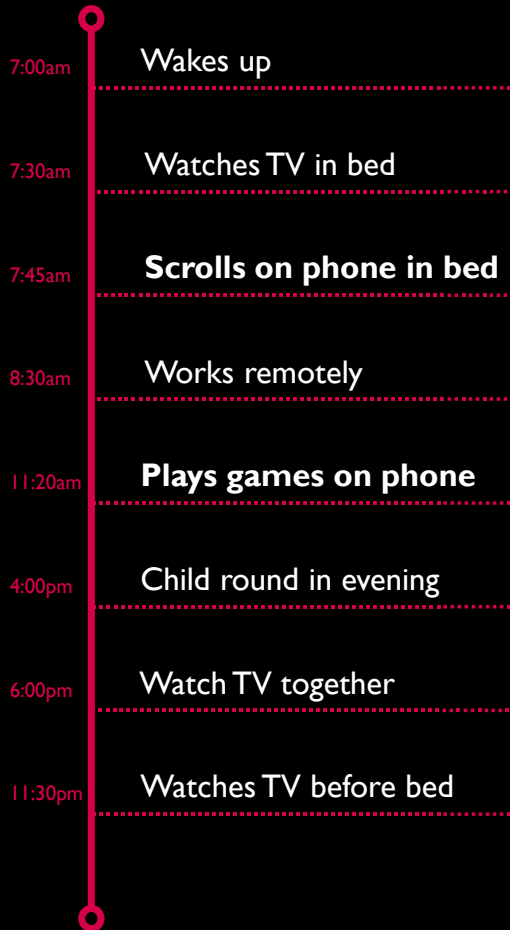 7:00am Wakes up
7:30am Watches TV in bed
7:45am Scrolls on phone in bed
8:30am Works remotely
11:20am Plays games on phone
4:00pm Child round in evening
6:00pm Watch TV together
11:30pm Watches TV before bed